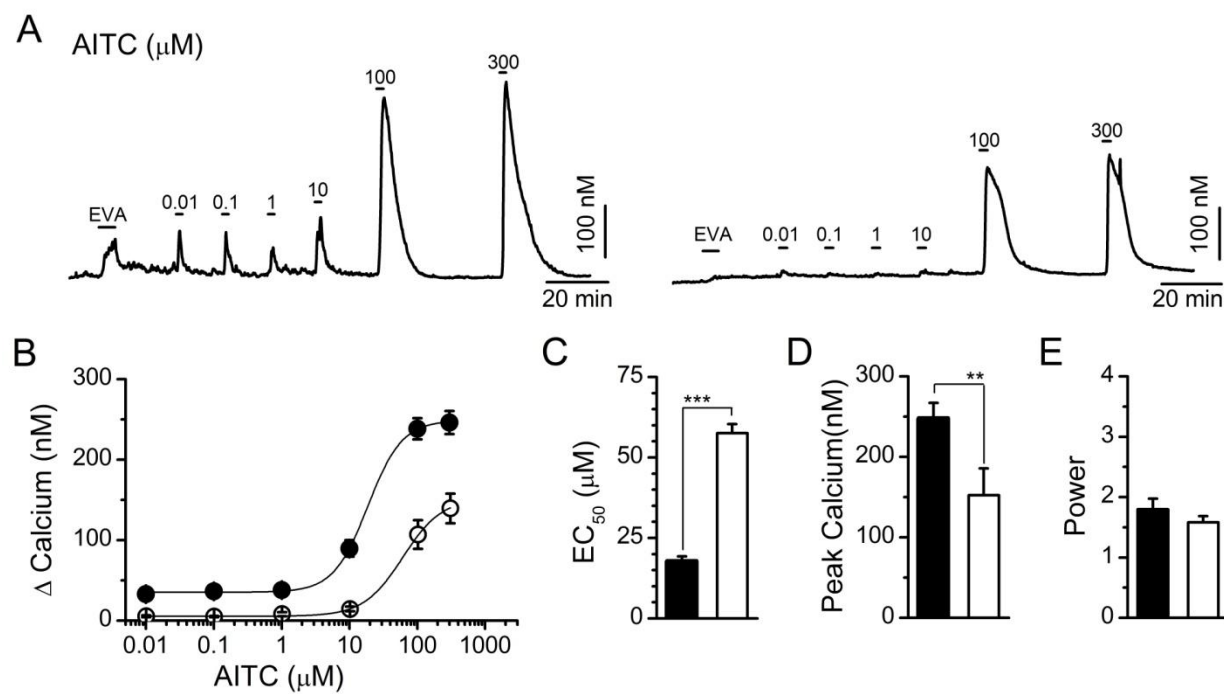 A
AITC (μM)
EVA 0.01 0.1 1 10 100 300
100 nM
20 min
EVA 0.01 0.1 1 10 100 300
100 nM
20 min
B
Δ Calcium (nM)
300
200
100
0
0.01 0.1 1 10 100 1000
AITC (μM)
C
EC50 (μM)
75
50
25
0
***
D
Peak Calcium(nM)
300
200
100
0
**
E
Power
4
3
2
1
0